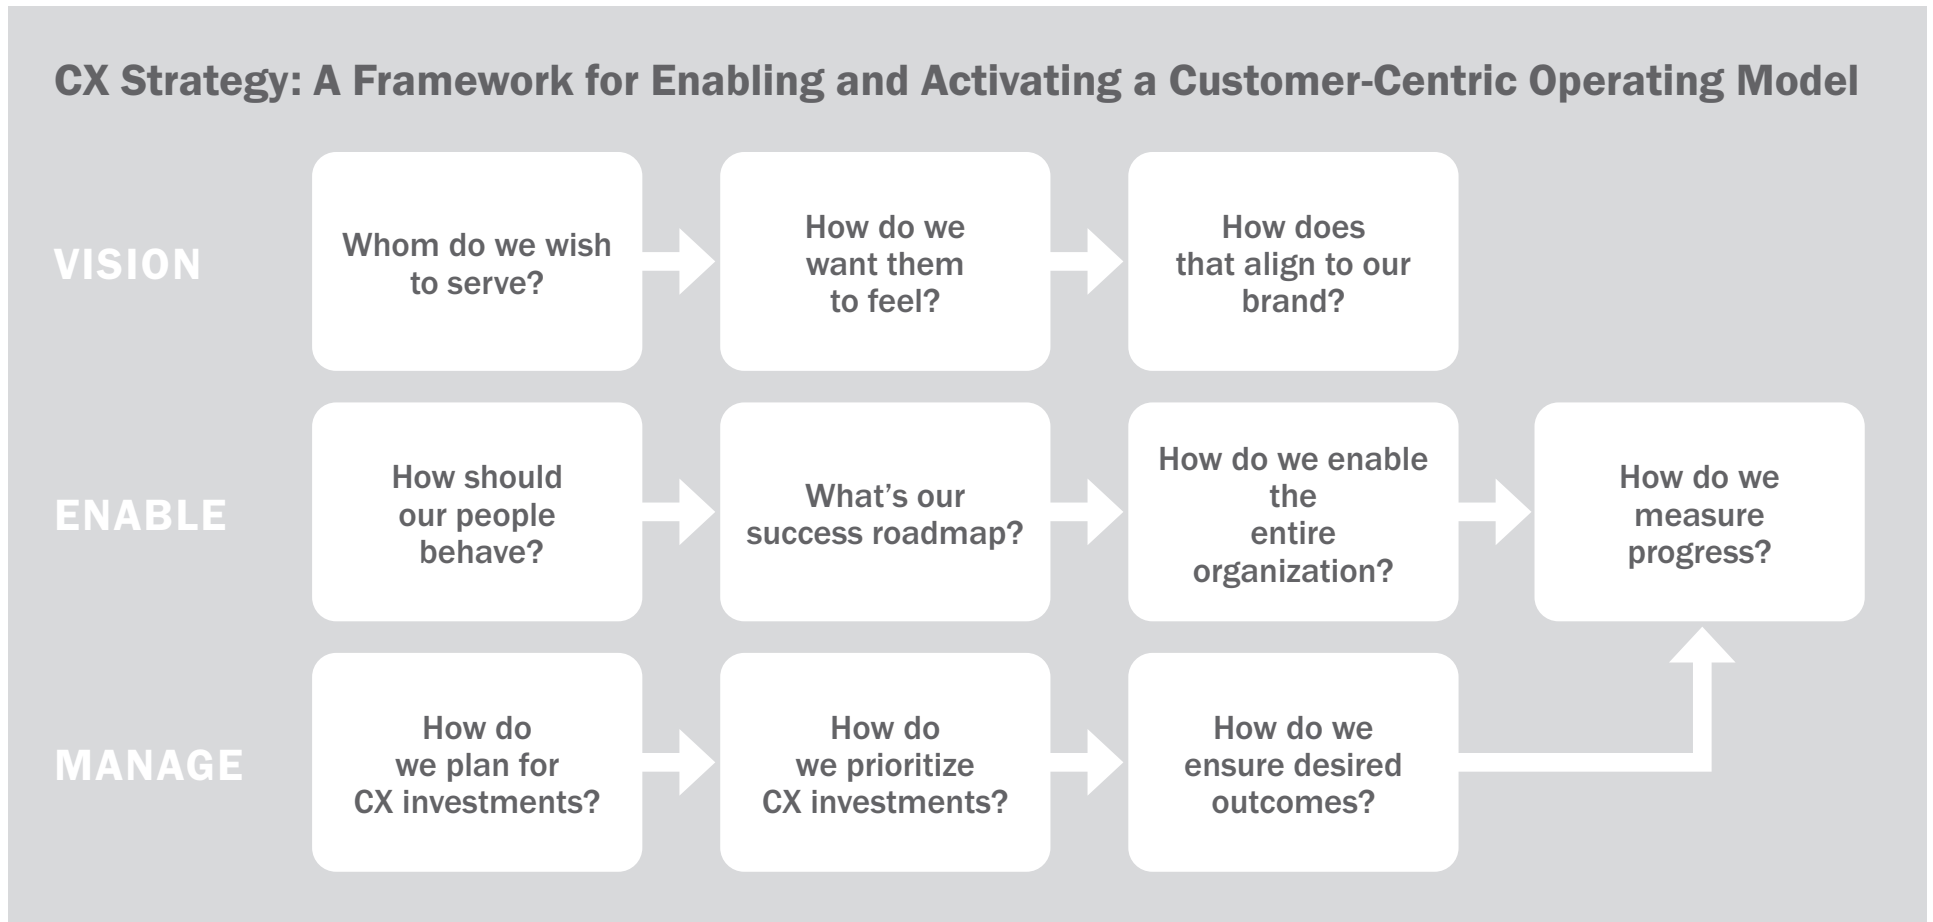 CX Strategy: A Framework for Enabling and Activating a Customer-Centric Operating Model
VISION
Whom do we wish
to serve?
How do we
want them
to feel?
How does
that align to our
brand?
ENABLE
How should
our people
behave?
What’s our
success roadmap?
How do we enable
the
entire
organization?
How do we
measure
progress?
MANAGE
How do
we plan for
CX investments?
How do
we prioritize
CX investments?
How do we
ensure desired
outcomes?